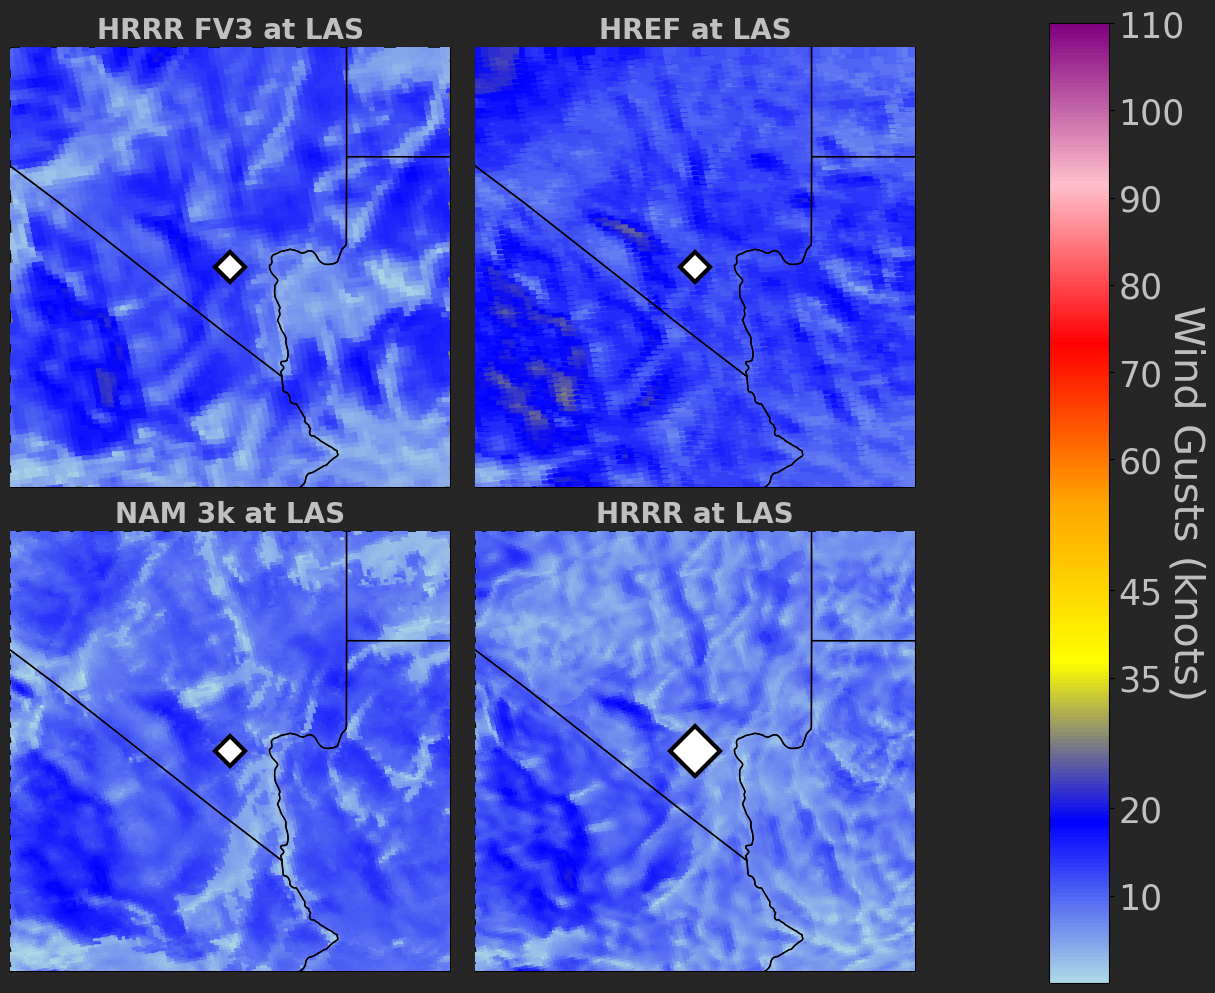 HRRR FV3 at LAS
HREF at LAS
NAM 3k at LAS
HRRR at LAS
110
100
90
80
70
60
45
35
20
10
Wind Gusts (knots)